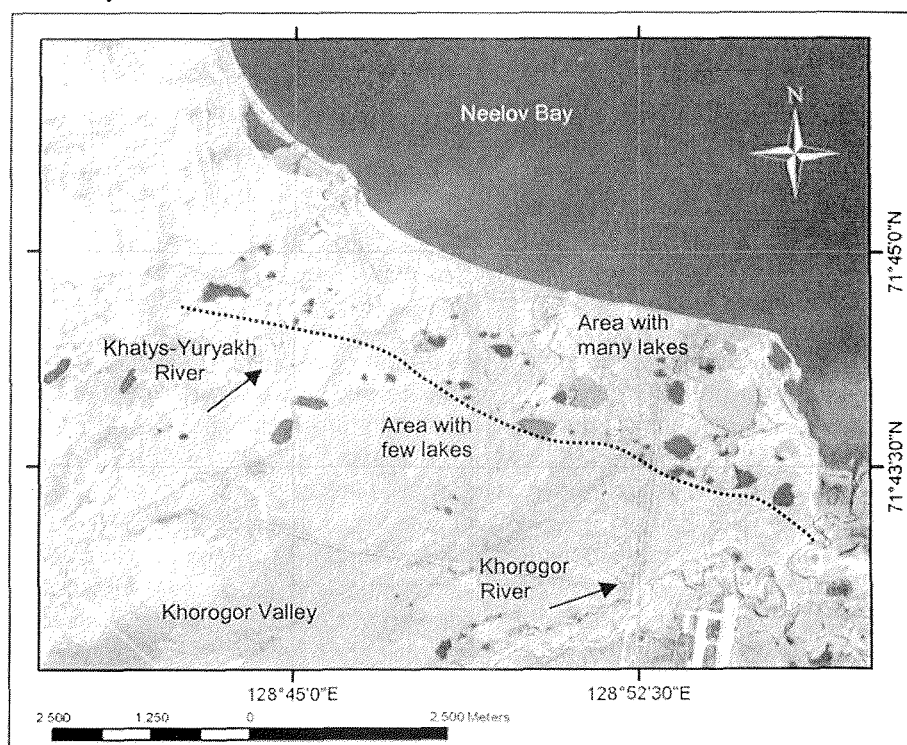 Neelov Bay
N
71°45'0"N
Area with
many lakes
Khatys-Yuryakh
River
Area with
few lakes
71°43'30"N
Khorogor
River
Khorogor Valley
128°45'0"E
128°52'30"E
2 500 1 250 0 2,500 Meters